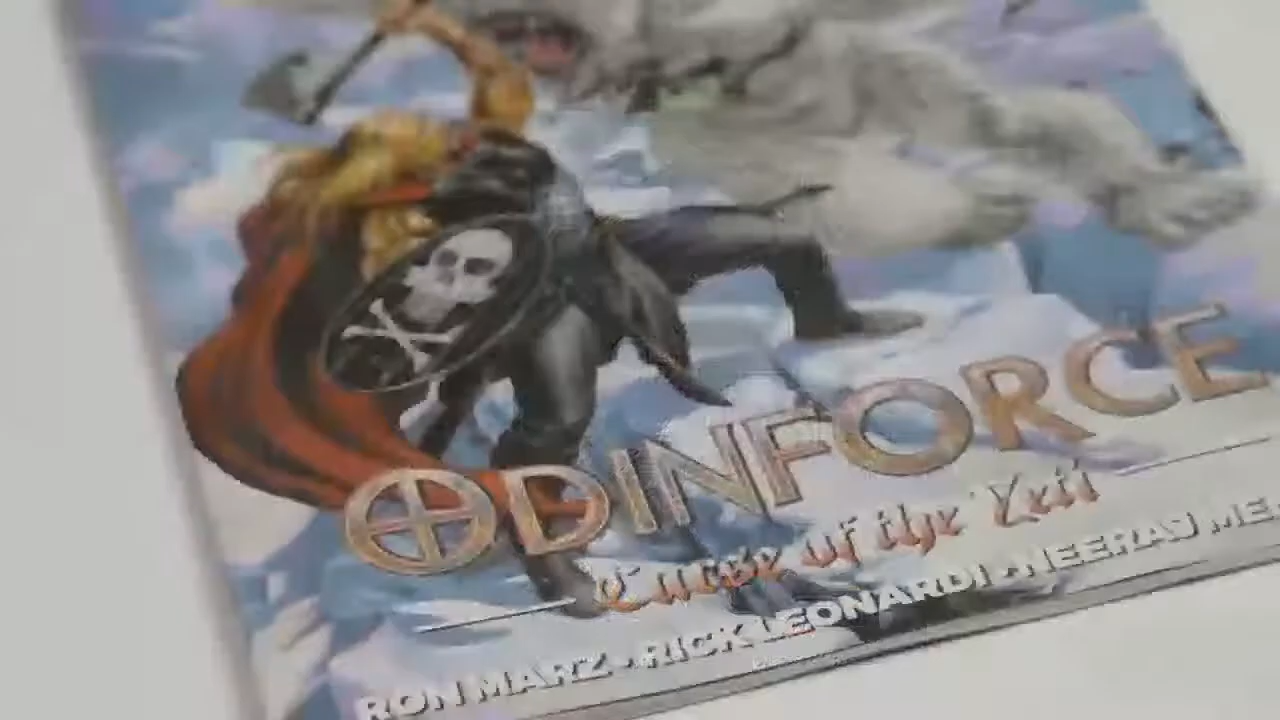 ODINFORCE
Curse of the Yeti
RON MARZ • RICK LEONARDI • NEERAJ ME